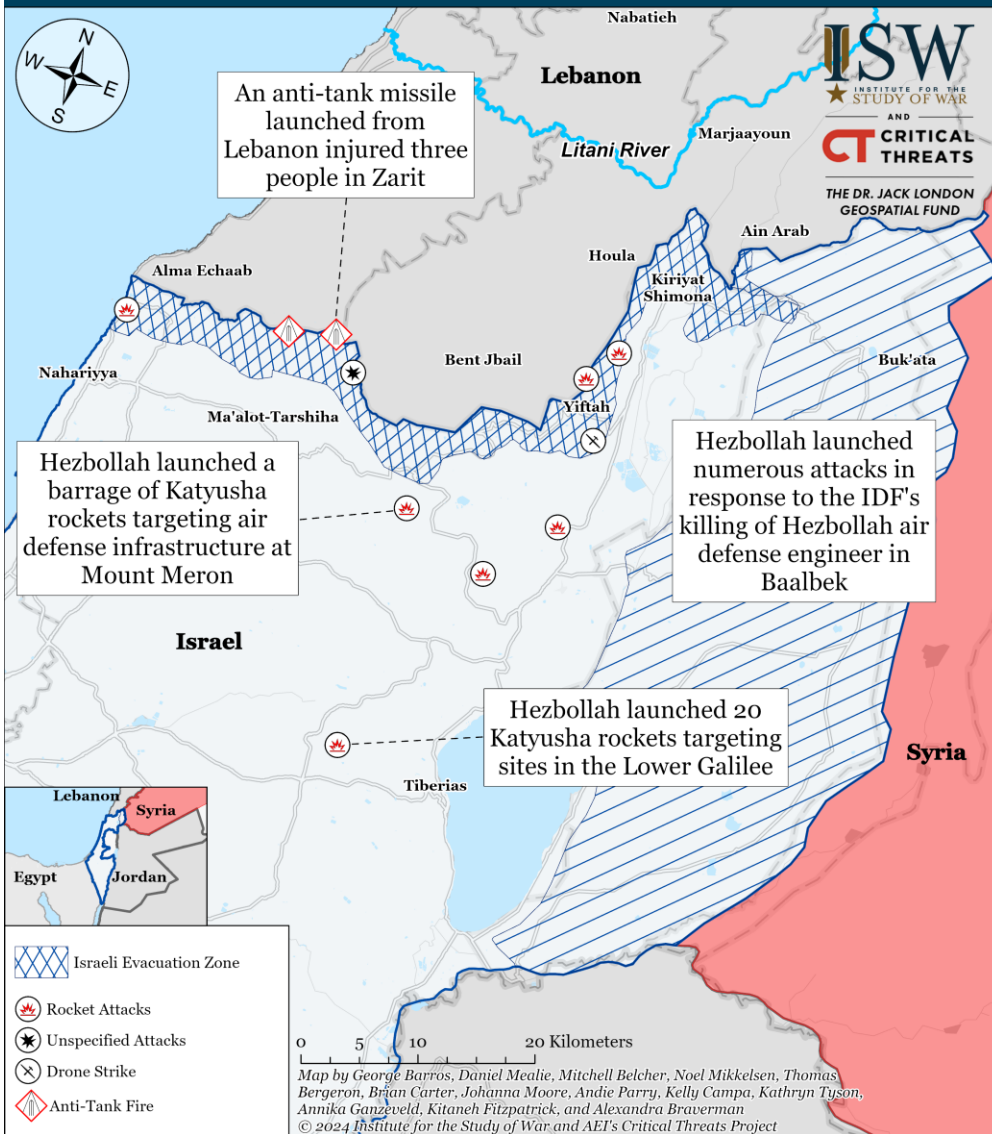 N
W
E
S
Nabatieh
Lebanon
ISW
INSTITUTE FOR THE
STUDY OF WAR
AND
CT CRITICAL
THREATS
THE DR. JACK LONDON
GEOSPATIAL FUND
An anti-tank missile
launched from
Lebanon injured three
people in Zarit
Litani River
Marjaayoun
Ain Arab
Houla
Alma Echaab
Kiriyat
Shimona
Bent Jbail
Buk'ata
Nahariyya
Yiftah
Ma'alot-Tarshiha
Hezbollah launched a
barrage of Katyusha
rockets targeting air
defense infrastructure at
Mount Meron
Hezbollah launched
numerous attacks in
response to the IDF's
killing of Hezbollah air
defense engineer in
Baalbek
Israel
Hezbollah launched 20
Katyusha rockets targeting
sites in the Lower Galilee
Syria
Tiberias
Lebanon
Syria
Egypt
Jordan
Israeli Evacuation Zone
Rocket Attacks
Unspecified Attacks
Drone Strike
Anti-Tank Fire
0 5 10 20 Kilometers
Map by George Barros, Daniel Mealie, Mitchell Belcher, Noel Mikkelsen, Thomas
Bergeron, Brian Carter, Johanna Moore, Andie Parry, Kelly Campa, Kathryn Tyson,
Annika Ganzeveld, Kitaneh Fitzpatrick, and Alexandra Braverman
© 2024 Institute for the Study of War and AEI's Critical Threats Project